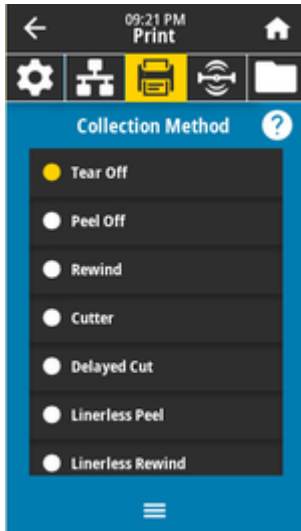 09:21 PM
Print
Collection Method ?
Tear Off
Peel Off
Rewind
Cutter
Delayed Cut
Linerless Peel
Linerless Rewind